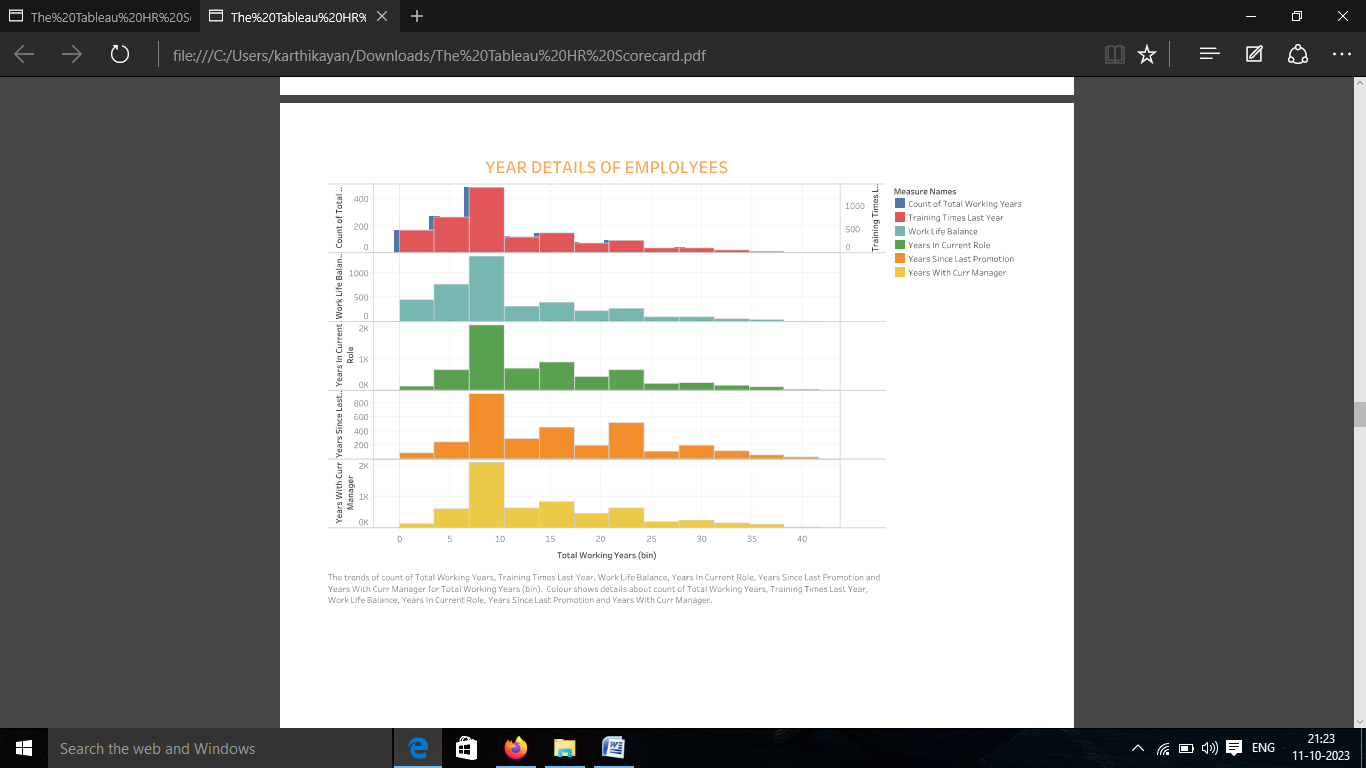 The%20Tableau%20HR%20S
The%20Tableau%20HR%
file:///C:/Users/karthikayan/Downloads/The%20Tableau%20HR%20Scorecard.pdf
YEAR DETAILS OF EMPLOLYEES
Count of Total ..
400
200
0
1000
500
0
Training Times L..
Measure Names
Count of Total Working Years
Training Times Last Year
Work Life Balance
Years In Current Role
Years Since Last Promotion
Years With Curr Manager
Work Life Balan..
1000
500
0
Years In Current
Role
2K
1K
0K
Years Since Last..
800
600
400
200
Years With Curr
Manager
2K
1K
0K
0 5 10 15 20 25 30 35 40
Total Working Years (bin)
The trends of count of Total Working Years, Training Times Last Year, Work Life Balance, Years In Current Role, Years Since Last Promotion and
Years With Curr Manager for Total Working Years (bin). Colour shows details about count of Total Working Years, Training Times Last Year,
Work Life Balance, Years In Current Role, Years Since Last Promotion and Years With Curr Manager.
Search the web and Windows
ENG
21:23
11-10-2023